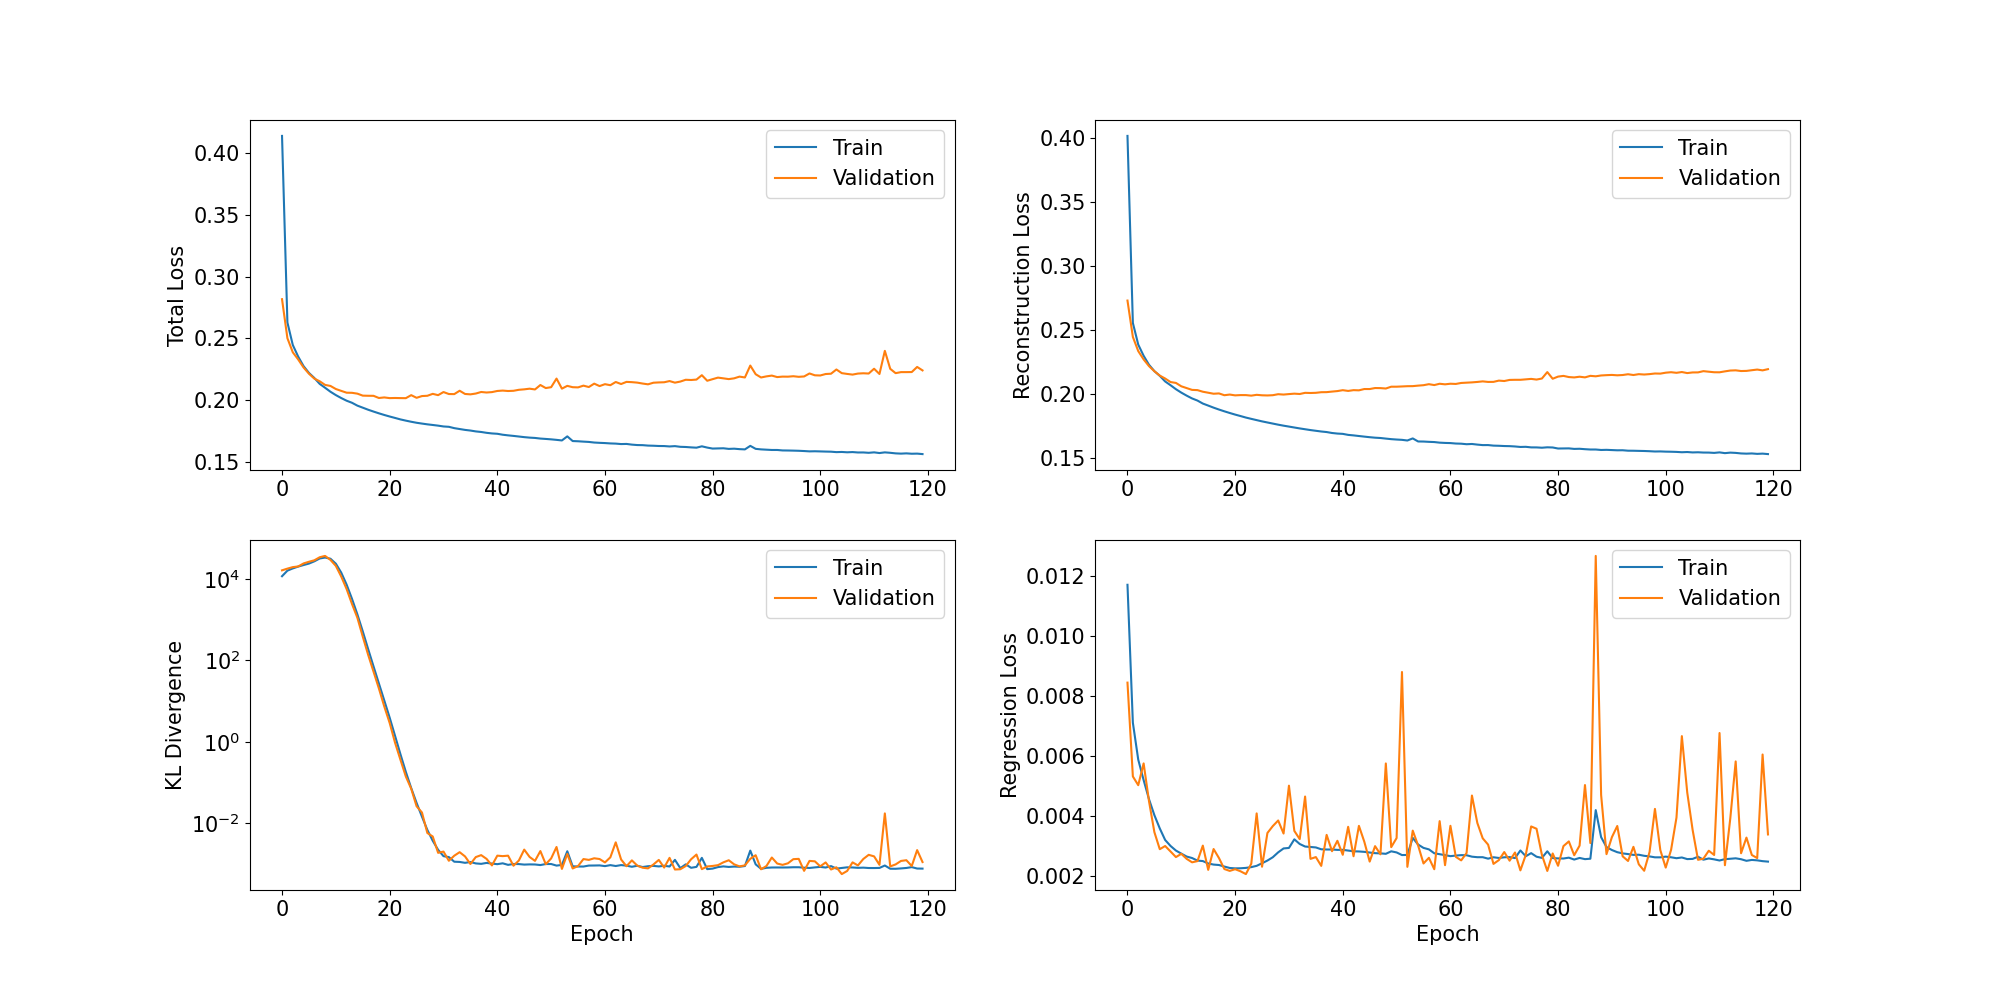 Total Loss
0.40
0.35
0.30
0.25
0.20
0.15
0 20 40 60 80 100 120
Train
Validation
Reconstruction Loss
0.40
0.35
0.30
0.25
0.20
0.15
0 20 40 60 80 100 120
Train
Validation
KL Divergence
10⁴
10²
10⁰
10⁻²
0 20 40 60 80 100 120
Epoch
Train
Validation
Regression Loss
0.012
0.010
0.008
0.006
0.004
0.002
0 20 40 60 80 100 120
Epoch
Train
Validation